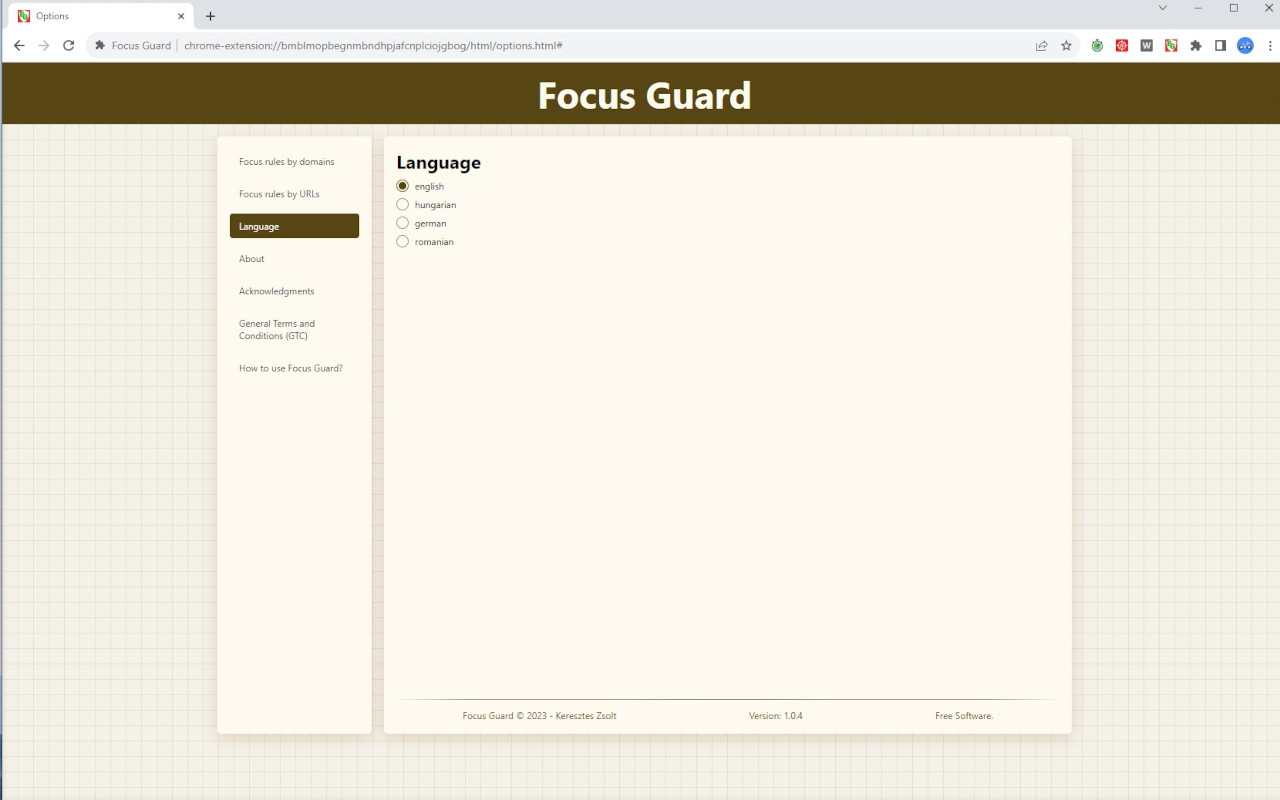 Options
Focus Guard
chrome-extension://bmblmopbegnmbndhpjafcnplciojgbog/html/options.html#
W
Focus Guard
Focus rules by domains
Focus rules by URLs
Language
About
Acknowledgments
General Terms and
Conditions (GTC)
How to use Focus Guard?
Language
english
hungarian
german
romanian
Focus Guard © 2023 - Keresztes Zsolt
Version: 1.0.4
Free Software.